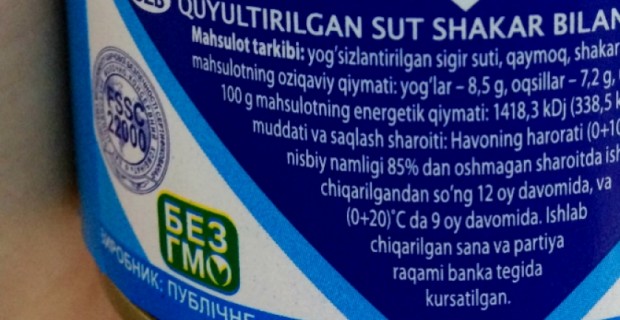 QUYULTIRILGAN SUT SHAKAR BILAN
Mahsulot tarkibi: yog'sizlantirilgan sigir suti, qaymoq, shakar
mahsulotning oziqaviy qiymati: yog'lar – 8,5 g, oqsillar – 7,2 g,
100 g mahsulotning energetik qiymati: 1418,3 kDj (338,5 k
muddati va saqlash sharoiti: Havoning harorati (0+10
nisbiy namligi 85% dan oshmagan sharoitda ish
chiqarilgandan so'ng 12 oy davomida, va
(0+20)˚C da 9 oy davomida. Ishlab
chiqarilgan sana va partiya
raqami banka tegida
kursatilgan.
FSSC
22000
БЕЗ
ГМО
ВИРОБНИК: ПУБЛІЧНЕ